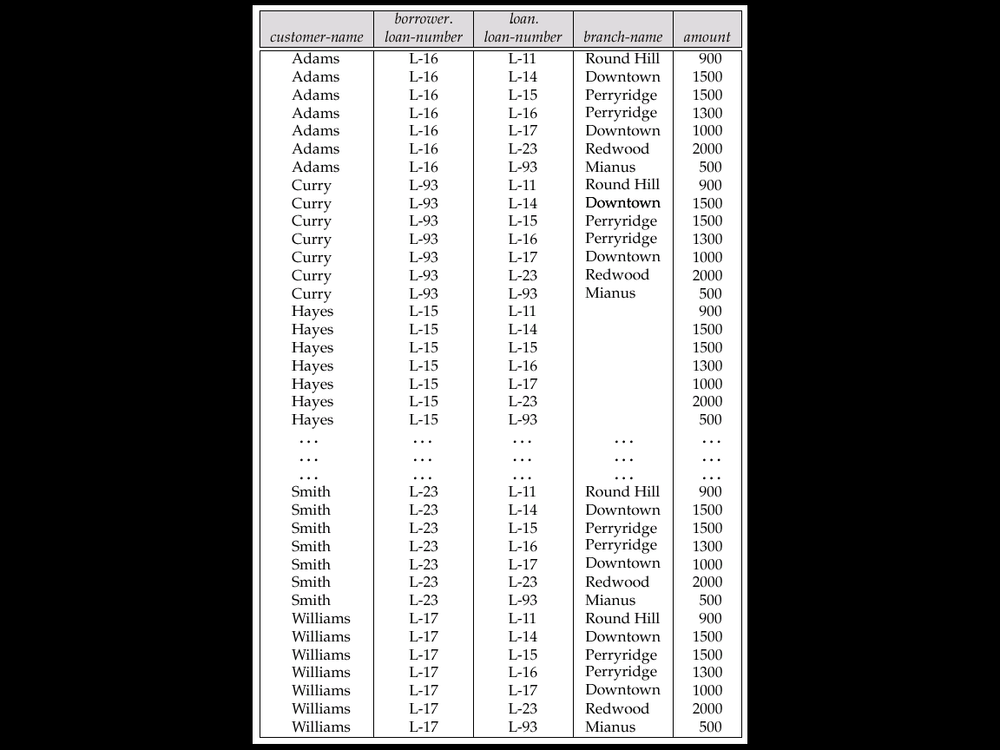 borrower. loan.
customer-name loan-number loan-number branch-name amount
Adams L-16 L-11 Round Hill 900
Adams L-16 L-14 Downtown 1500
Adams L-16 L-15 Perryridge 1500
Adams L-16 L-16 Perryridge 1300
Adams L-16 L-17 Downtown 1000
Adams L-16 L-23 Redwood 2000
Adams L-16 L-93 Mianus 500
Curry L-93 L-11 Round Hill 900
Curry L-93 L-14 Downtown 1500
Curry L-93 L-15 Perryridge 1500
Curry L-93 L-16 Perryridge 1300
Curry L-93 L-17 Downtown 1000
Curry L-93 L-23 Redwood 2000
Curry L-93 L-93 Mianus 500
Hayes L-15 L-11 900
Hayes L-15 L-14 1500
Hayes L-15 L-15 1500
Hayes L-15 L-16 1300
Hayes L-15 L-17 1000
Hayes L-15 L-23 2000
Hayes L-15 L-93 500
... ... ... ... ...
... ... ... ... ...
... ... ... ... ...
Smith L-23 L-11 Round Hill 900
Smith L-23 L-14 Downtown 1500
Smith L-23 L-15 Perryridge 1500
Smith L-23 L-16 Perryridge 1300
Smith L-23 L-17 Downtown 1000
Smith L-23 L-23 Redwood 2000
Smith L-23 L-93 Mianus 500
Williams L-17 L-11 Round Hill 900
Williams L-17 L-14 Downtown 1500
Williams L-17 L-15 Perryridge 1500
Williams L-17 L-16 Perryridge 1300
Williams L-17 L-17 Downtown 1000
Williams L-17 L-23 Redwood 2000
Williams L-17 L-93 Mianus 500